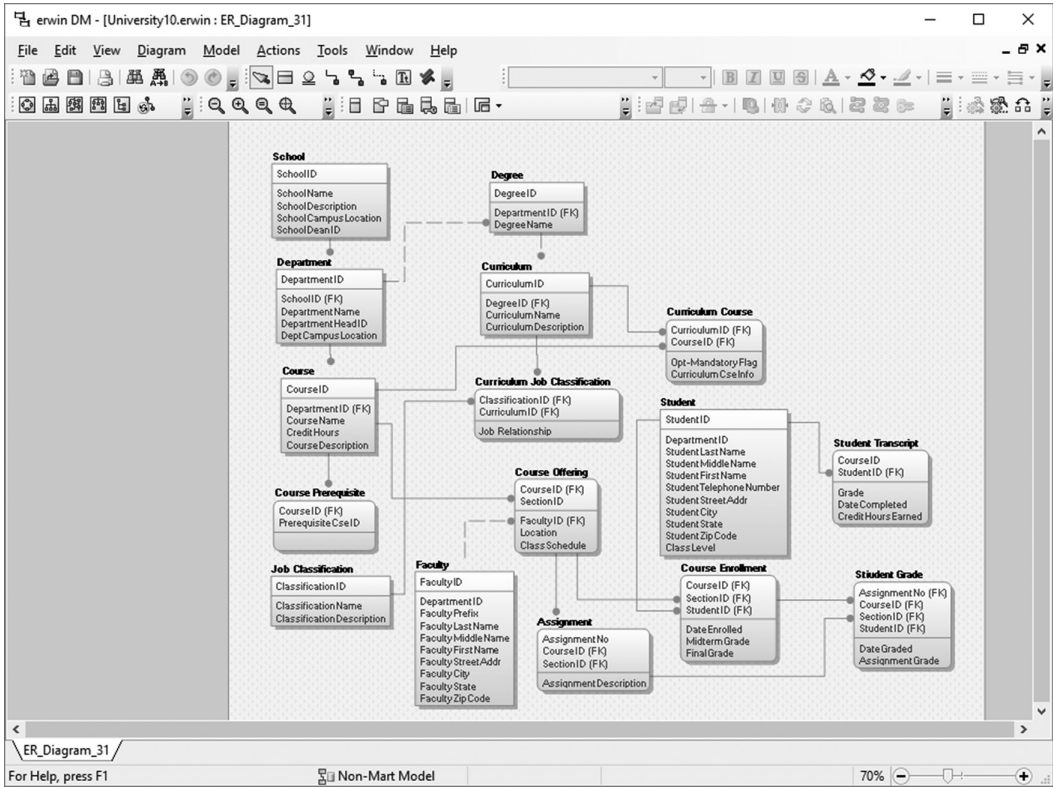 erwin DM - [University10.erwin : ER_Diagram_31]
File Edit View Diagram Model Actions Tools Window Help
School
SchoolID
SchoolName
SchoolDescription
SchoolCampusLocation
SchoolDeanID
Degree
DegreeID
DepartmentID (FK)
DegreeName
Department
DepartmentID
SchoolID (FK)
DepartmentName
DepartmentHeadID
DeptCampusLocation
Curriculum
CurriculumID
DegreeID (FK)
CurriculumName
CurriculumDescription
Curriculum Course
CurriculumID (FK)
CourseID (FK)
Opt-MandatoryFlag
CurriculumCseInfo
Course
CourseID
DepartmentID (FK)
CourseName
CreditHours
CourseDescription
Curriculum Job Classification
ClassificationID (FK)
CurriculumID (FK)
Job Relationship
Student
StudentID
DepartmentID
StudentLastName
StudentMiddleName
StudentFirstName
StudentTelephoneNumber
StudentStreetAddr
StudentCity
StudentState
StudentZipCode
ClassLevel
Student Transcript
CourseID
StudentID (FK)
Grade
DateCompleted
CreditHoursEarned
Course Prerequisite
CourseID (FK)
PrerequisiteCseID
Course Offering
CourseID (FK)
SectionID
FacultyID (FK)
Location
ClassSchedule
Job Classification
ClassificationID
ClassificationName
ClassificationDescription
Faculty
FacultyID
DepartmentID
FacultyPrefix
FacultyLastName
FacultyMiddleName
FacultyFirstName
FacultyStreetAddr
FacultyCity
FacultyState
FacultyZipCode
Assignment
AssignmentNo
CourseID (FK)
SectionID (FK)
AssignmentDescription
Course Enrollment
CourseID (FK)
SectionID (FK)
StudentID (FK)
DateEnrolled
MidtermGrade
FinalGrade
Stiudent Grade
AssignmentNo (FK)
CourseID (FK)
SectionID (FK)
StudentID (FK)
DateGraded
AssignmentGrade
ER_Diagram_31
For Help, press F1
Non-Mart Model
70%